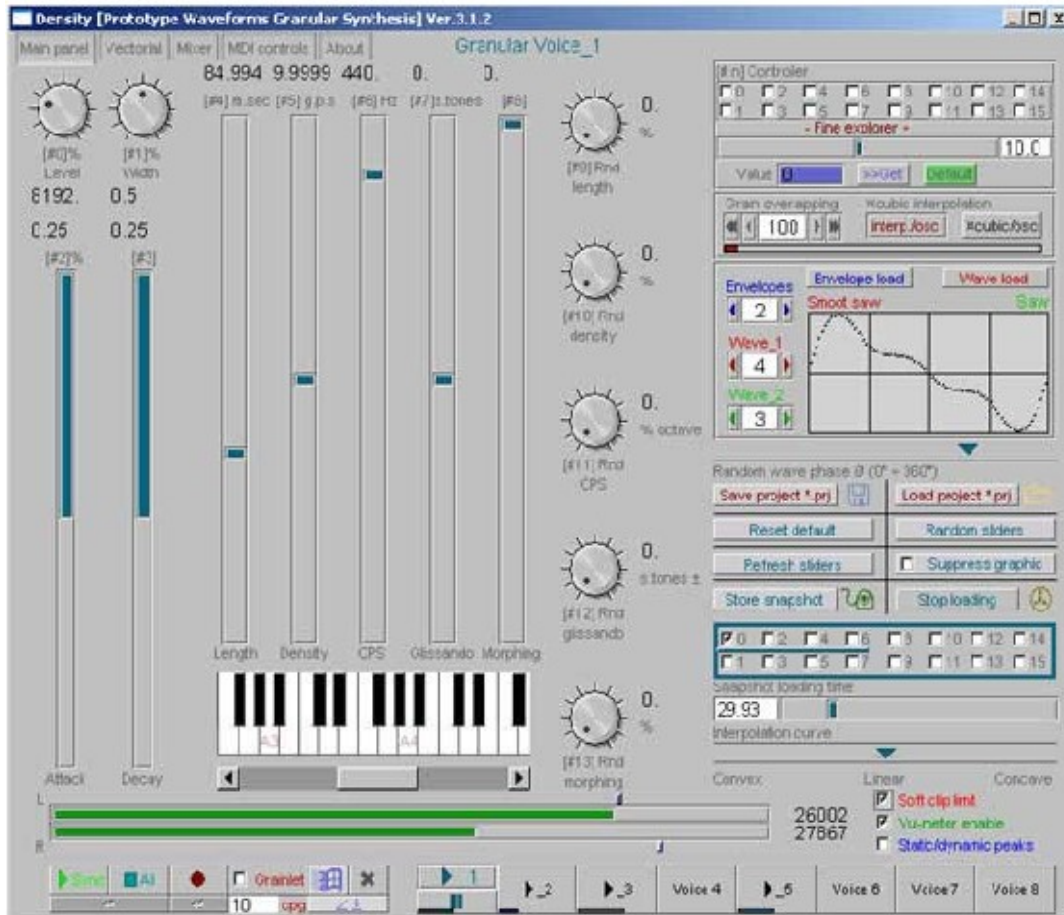 Density [Prototype Waveforms Granular Synthesis] Ver.3.1.2
Main panel Vectorial Mixer MIDI controls About
Granular Voice_1
84.994 9.9999 440. 0. 0.
[#4] m.sec [#5] g.p.s [#6] Hz [#7]s.tones [#8]
[#0]% [#1]%
Level Width
8192. 0.5
0.25 0.25
[#2]% [#3]
Attack Decay
Length Density CPS Glissando Morphing
A3 A4
0.
%
[#9] Rnd
length
0.
%
[#10] Rnd
density
0.
% octave
[#11] Rnd
CPS
0.
s.tones ±
[#12] Rnd
glissando
0.
%
[#13] Rnd
morphing
[#n] Controler
0 2 4 6 8 10 12 14
1 3 5 7 9 11 13 15
- Fine explorer +
10.0
Value 0 >>Get Default
Grain overapping #cubic interpolation
100 interp./osc #cubic/osc
Envelope load Wave load
Envelopes Smoot saw Saw
2
Wave_1
4
Wave_2
3
Random wave phase θ (0° ÷ 360°)
Save project *.prj Load project *.prj
Reset default Random sliders
Refresh sliders Suppress graphic
Store snapshot Stop loading
0 2 4 6 8 10 12 14
1 3 5 7 9 11 13 15
Snapshot loading time
29.93
Interpolation curve
Convex Linear Concave
L
R
26002
27867
Soft clip limit
Vu-meter enable
Static/dynamic peaks
Sync All Grainlet
10 cpg
1 _2 _3 Voice 4 _5 Voice 6 Voice 7 Voice 8